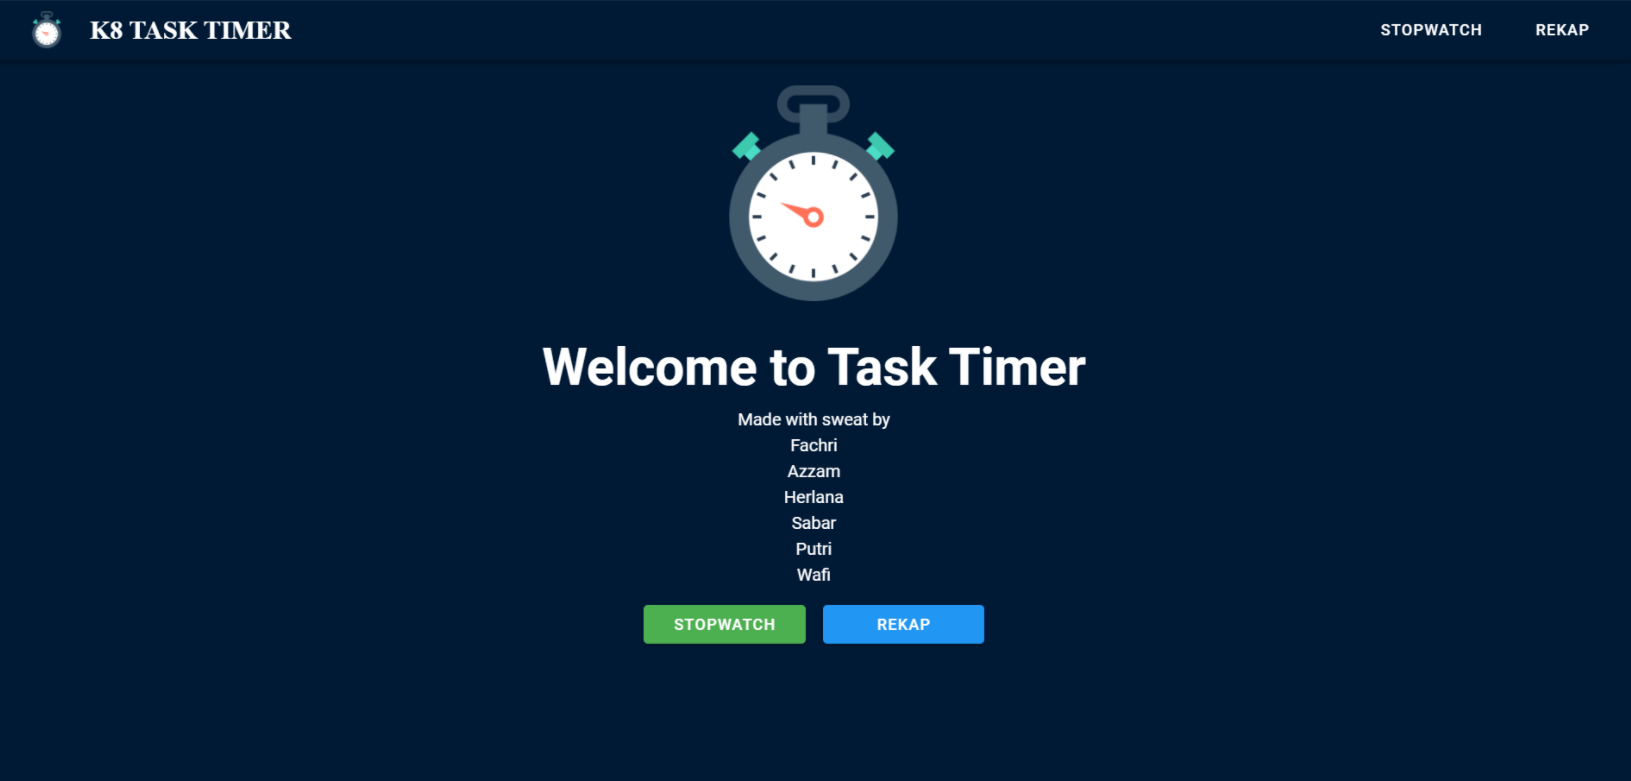 K8 TASK TIMER
STOPWATCH
REKAP
Welcome to Task Timer
Made with sweat by
Fachri
Azzam
Herlana
Sabar
Putri
Wafi
STOPWATCH
REKAP